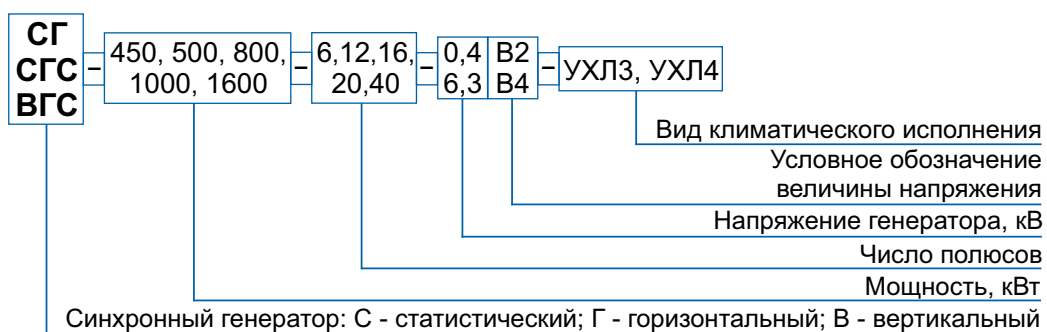 СГ
СГС
ВГС
–
450, 500, 800,
1000, 1600
–
6,12,16,
20,40
–
0,4
6,3
В2
В4
–
УХЛ3, УХЛ4
Вид климатического исполнения
Условное обозначение
величины напряжения
Напряжение генератора, кВ
Число полюсов
Мощность, кВт
Синхронный генератор: С - статистический; Г - горизонтальный; В - вертикальный